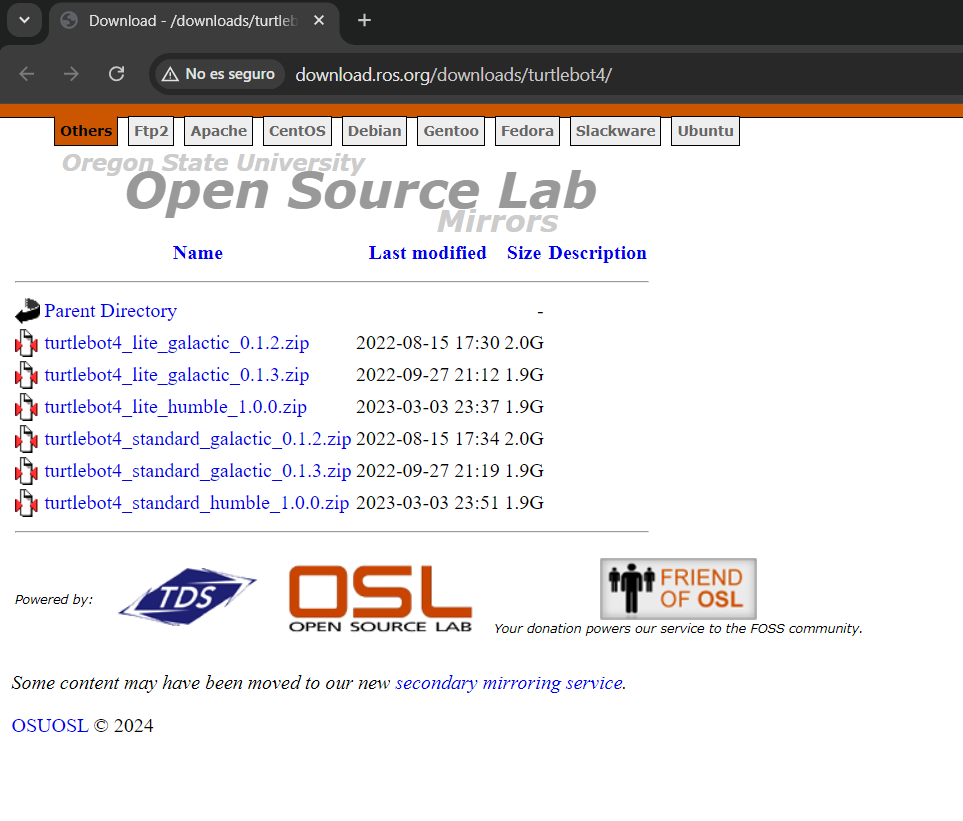 Download - /downloads/turtleb
No es seguro download.ros.org/downloads/turtlebot4/
Others Ftp2 Apache CentOS Debian Gentoo Fedora Slackware Ubuntu
Oregon State University
Open Source Lab
Mirrors
Name Last modified Size Description
Parent Directory -
turtlebot4_lite_galactic_0.1.2.zip 2022-08-15 17:30 2.0G
turtlebot4_lite_galactic_0.1.3.zip 2022-09-27 21:12 1.9G
turtlebot4_lite_humble_1.0.0.zip 2023-03-03 23:37 1.9G
turtlebot4_standard_galactic_0.1.2.zip 2022-08-15 17:34 2.0G
turtlebot4_standard_galactic_0.1.3.zip 2022-09-27 21:19 1.9G
turtlebot4_standard_humble_1.0.0.zip 2023-03-03 23:51 1.9G
Powered by:
TDS
OSL
OPEN SOURCE LAB
FRIEND
OF OSL
Your donation powers our service to the FOSS community.
Some content may have been moved to our new secondary mirroring service.
OSUOSL © 2024